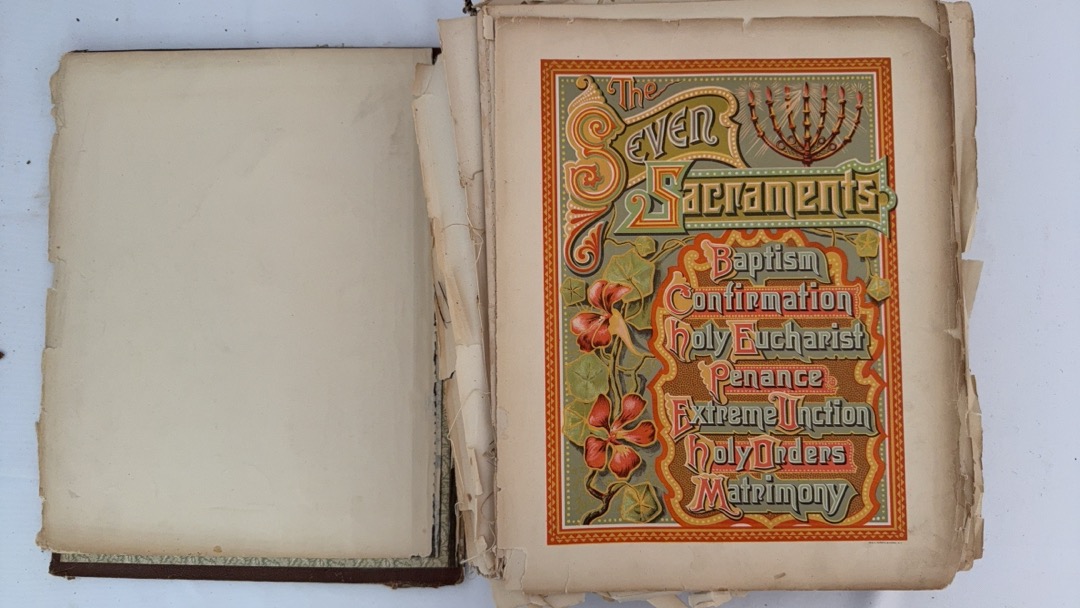 The
Seven
Sacraments
Baptism
Confirmation
Holy Eucharist
Penance
Extreme Unction
Holy Orders
Matrimony